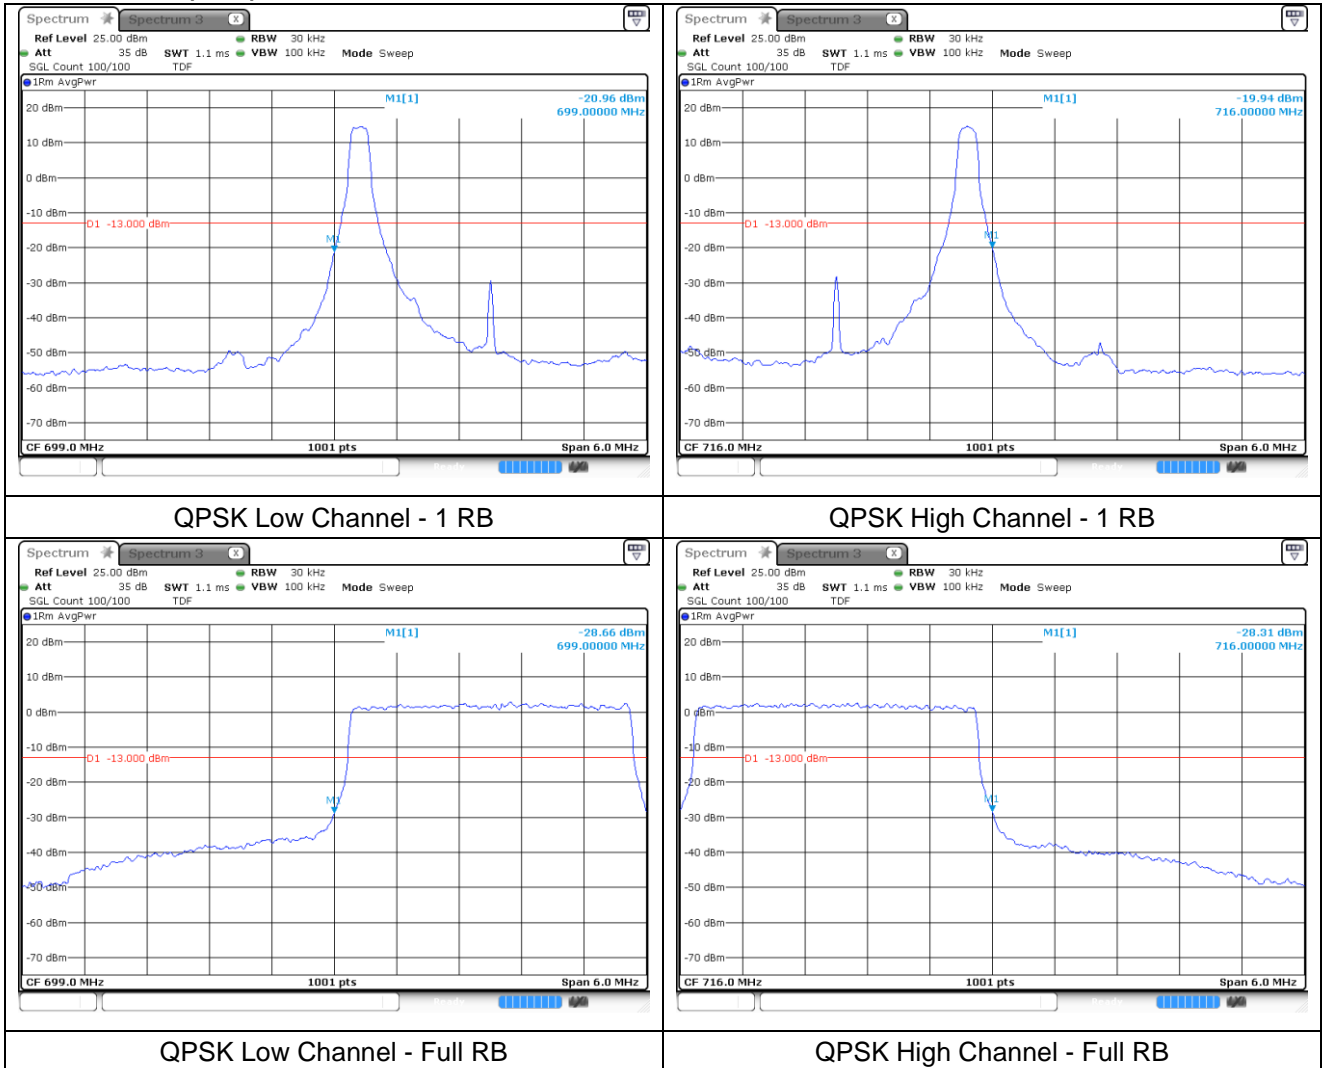 Spectrum Spectrum 3 X
Ref Level 25.00 dBm RBW 30 kHz
Att 35 dB SWT 1.1 ms VBW 100 kHz Mode Sweep
SGL Count 100/100 TDF
1Rm AvgPwr
M1[1] -20.96 dBm
699.00000 MHz
20 dBm
10 dBm
0 dBm
-10 dBm
D1 -13.000 dBm
M1
-20 dBm
-30 dBm
-40 dBm
-50 dBm
-60 dBm
-70 dBm
CF 699.0 MHz 1001 pts Span 6.0 MHz
Spectrum Spectrum 3 X
Ref Level 25.00 dBm RBW 30 kHz
Att 35 dB SWT 1.1 ms VBW 100 kHz Mode Sweep
SGL Count 100/100 TDF
1Rm AvgPwr
M1[1] -19.94 dBm
716.00000 MHz
20 dBm
10 dBm
0 dBm
-10 dBm
D1 -13.000 dBm
M1
-20 dBm
-30 dBm
-40 dBm
-50 dBm
-60 dBm
-70 dBm
CF 716.0 MHz 1001 pts Span 6.0 MHz
QPSK Low Channel - 1 RB
QPSK High Channel - 1 RB
Spectrum Spectrum 3 X
Ref Level 25.00 dBm RBW 30 kHz
Att 35 dB SWT 1.1 ms VBW 100 kHz Mode Sweep
SGL Count 100/100 TDF
1Rm AvgPwr
M1[1] -28.66 dBm
699.00000 MHz
20 dBm
10 dBm
0 dBm
-10 dBm
D1 -13.000 dBm
-20 dBm
M1
-30 dBm
-40 dBm
-50 dBm
-60 dBm
-70 dBm
CF 699.0 MHz 1001 pts Span 6.0 MHz
Spectrum Spectrum 3 X
Ref Level 25.00 dBm RBW 30 kHz
Att 35 dB SWT 1.1 ms VBW 100 kHz Mode Sweep
SGL Count 100/100 TDF
1Rm AvgPwr
M1[1] -28.31 dBm
716.00000 MHz
20 dBm
10 dBm
0 dBm
-10 dBm
D1 -13.000 dBm
-20 dBm
M1
-30 dBm
-40 dBm
-50 dBm
-60 dBm
-70 dBm
CF 716.0 MHz 1001 pts Span 6.0 MHz
QPSK Low Channel - Full RB
QPSK High Channel - Full RB